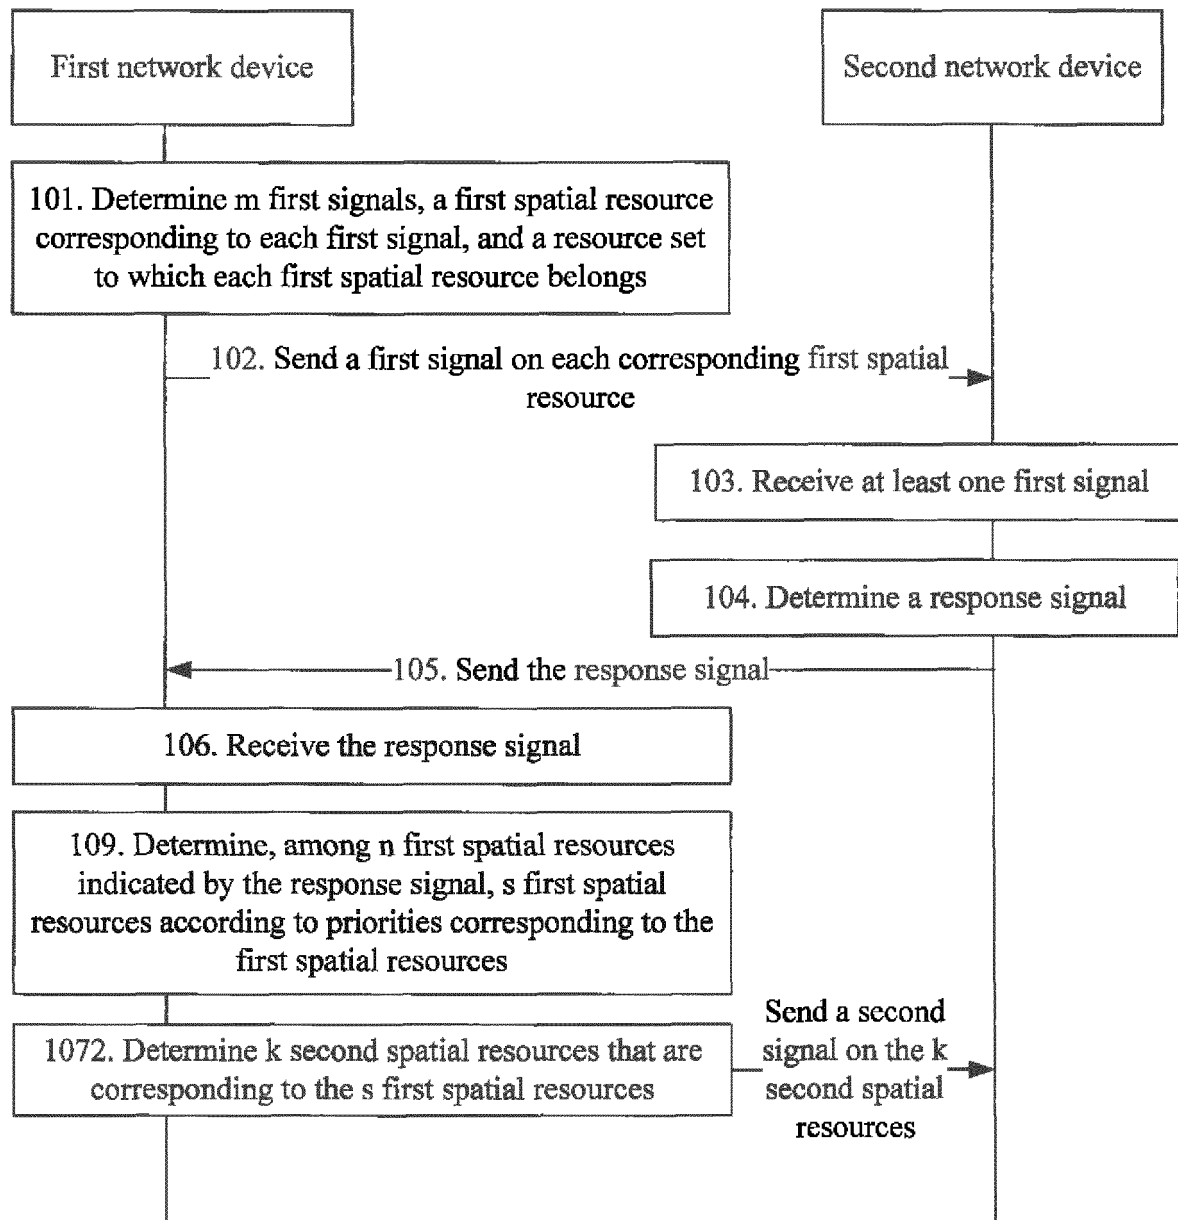 First network device
Second network device
101. Determine m first signals, a first spatial resource
corresponding to each first signal, and a resource set
to which each first spatial resource belongs
102. Send a first signal on each corresponding first spatial
resource
103. Receive at least one first signal
104. Determine a response signal
105. Send the response signal
106. Receive the response signal
109. Determine, among n first spatial resources
indicated by the response signal, s first spatial
resources according to priorities corresponding to the
first spatial resources
1072. Determine k second spatial resources that are
corresponding to the s first spatial resources
Send a second
signal on the k
second spatial
resources